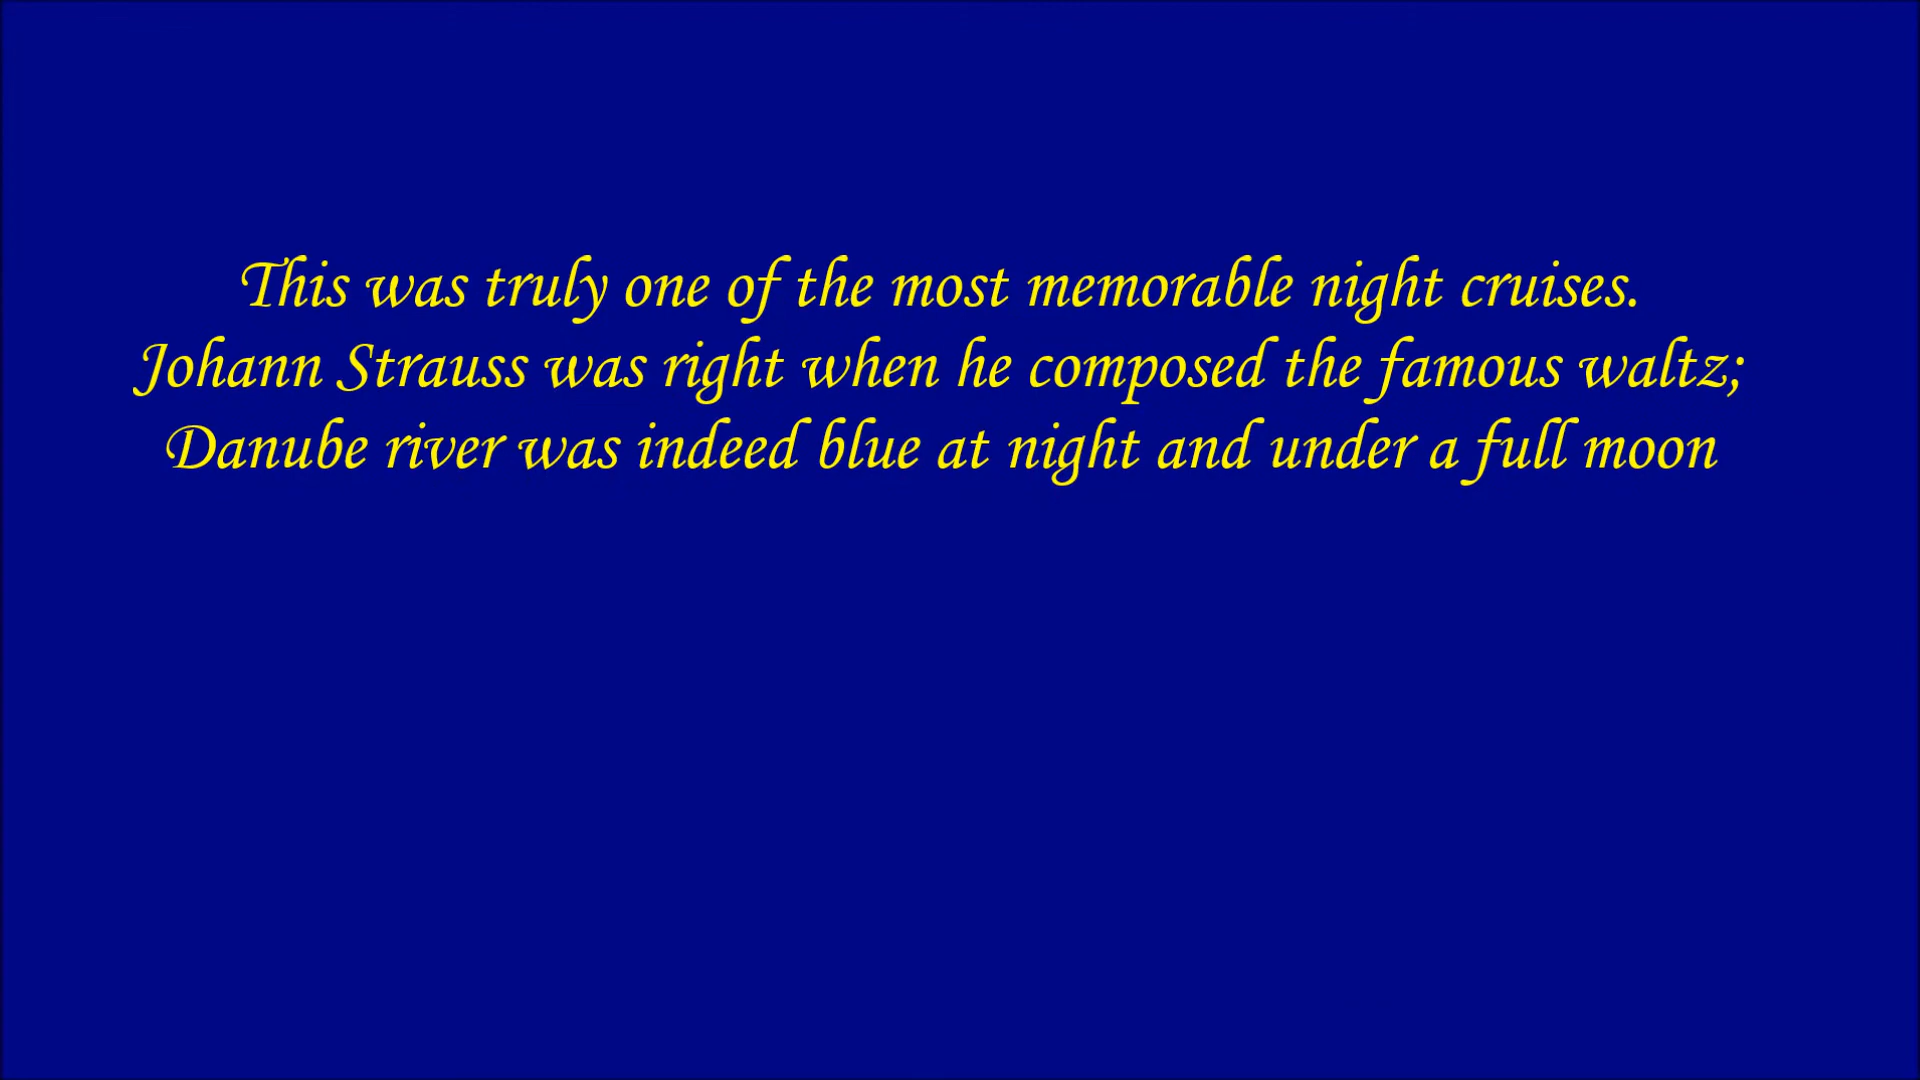 This was truly one of the most memorable night cruises.
Johann Strauss was right when he composed the famous waltz;
Danube river was indeed blue at night and under a full moon